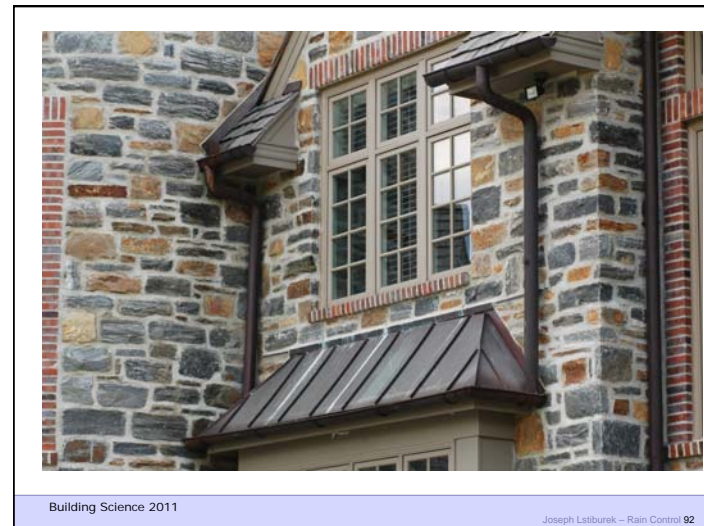 Building Science 2011
Joseph Lstiburek – Rain Control 92